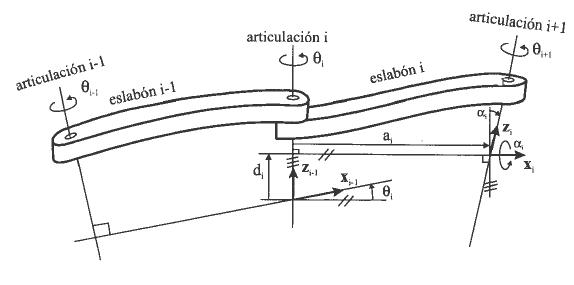 articulación i+1
θi+1
articulación i
θi
articulación i-1
θi-1
eslabón i-1
eslabón i
αi
zi
ai
αi
xi
di
zi-1
xi-1
θi